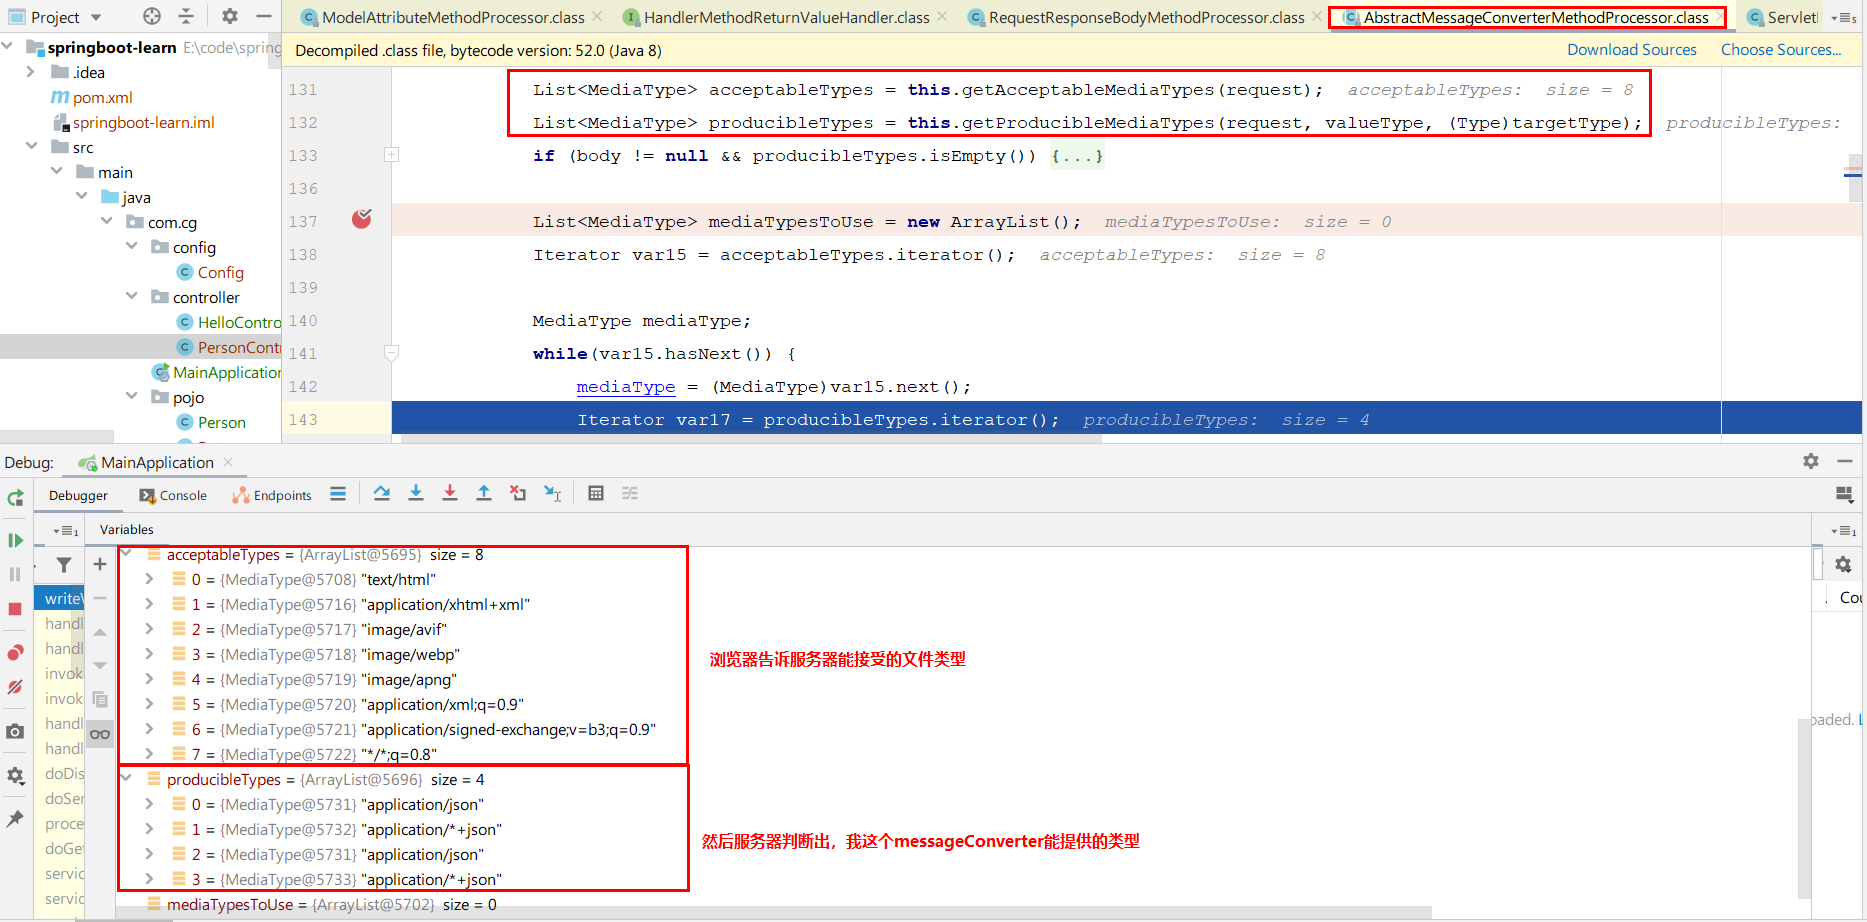 Project
ModelAttributeMethodProcessor.class
HandlerMethodReturnValueHandler.class
RequestResponseBodyMethodProcessor.class
AbstractMessageConverterMethodProcessor.class
Servlet
springboot-learn E:\code\spring
Decompiled .class file, bytecode version: 52.0 (Java 8)
Download Sources
Choose Sources...
.idea
pom.xml
springboot-learn.iml
src
main
java
com.cg
config
Config
controller
HelloContro
PersonContr
MainApplication
pojo
Person
131 List<MediaType> acceptableTypes = this.getAcceptableMediaTypes(request); acceptableTypes: size = 8
132 List<MediaType> producibleTypes = this.getProducibleMediaTypes(request, valueType, (Type)targetType); producibleTypes:
133 if (body != null && producibleTypes.isEmpty()) {...}
136
137 List<MediaType> mediaTypesToUse = new ArrayList(); mediaTypesToUse: size = 0
138 Iterator var15 = acceptableTypes.iterator(); acceptableTypes: size = 8
139
140 MediaType mediaType;
141 while(var15.hasNext()) {
142 mediaType = (MediaType)var15.next();
143 Iterator var17 = producibleTypes.iterator(); producibleTypes: size = 4
Debug:
MainApplication
Debugger
Console
Endpoints
Variables
writeV
handl
handl
invok
invok
handl
handl
doDis
doSer
proce
doGet
servic
servic
acceptableTypes = {ArrayList@5695} size = 8
0 = {MediaType@5708} "text/html"
1 = {MediaType@5716} "application/xhtml+xml"
2 = {MediaType@5717} "image/avif"
3 = {MediaType@5718} "image/webp"
4 = {MediaType@5719} "image/apng"
5 = {MediaType@5720} "application/xml;q=0.9"
6 = {MediaType@5721} "application/signed-exchange;v=b3;q=0.9"
7 = {MediaType@5722} "*/*;q=0.8"
浏览器告诉服务器能接受的文件类型
producibleTypes = {ArrayList@5696} size = 4
0 = {MediaType@5731} "application/json"
1 = {MediaType@5732} "application/*+json"
2 = {MediaType@5731} "application/json"
3 = {MediaType@5733} "application/*+json"
然后服务器判断出，我这个messageConverter能提供的类型
mediaTypesToUse = {ArrayList@5702} size = 0
Cou
oaded. L